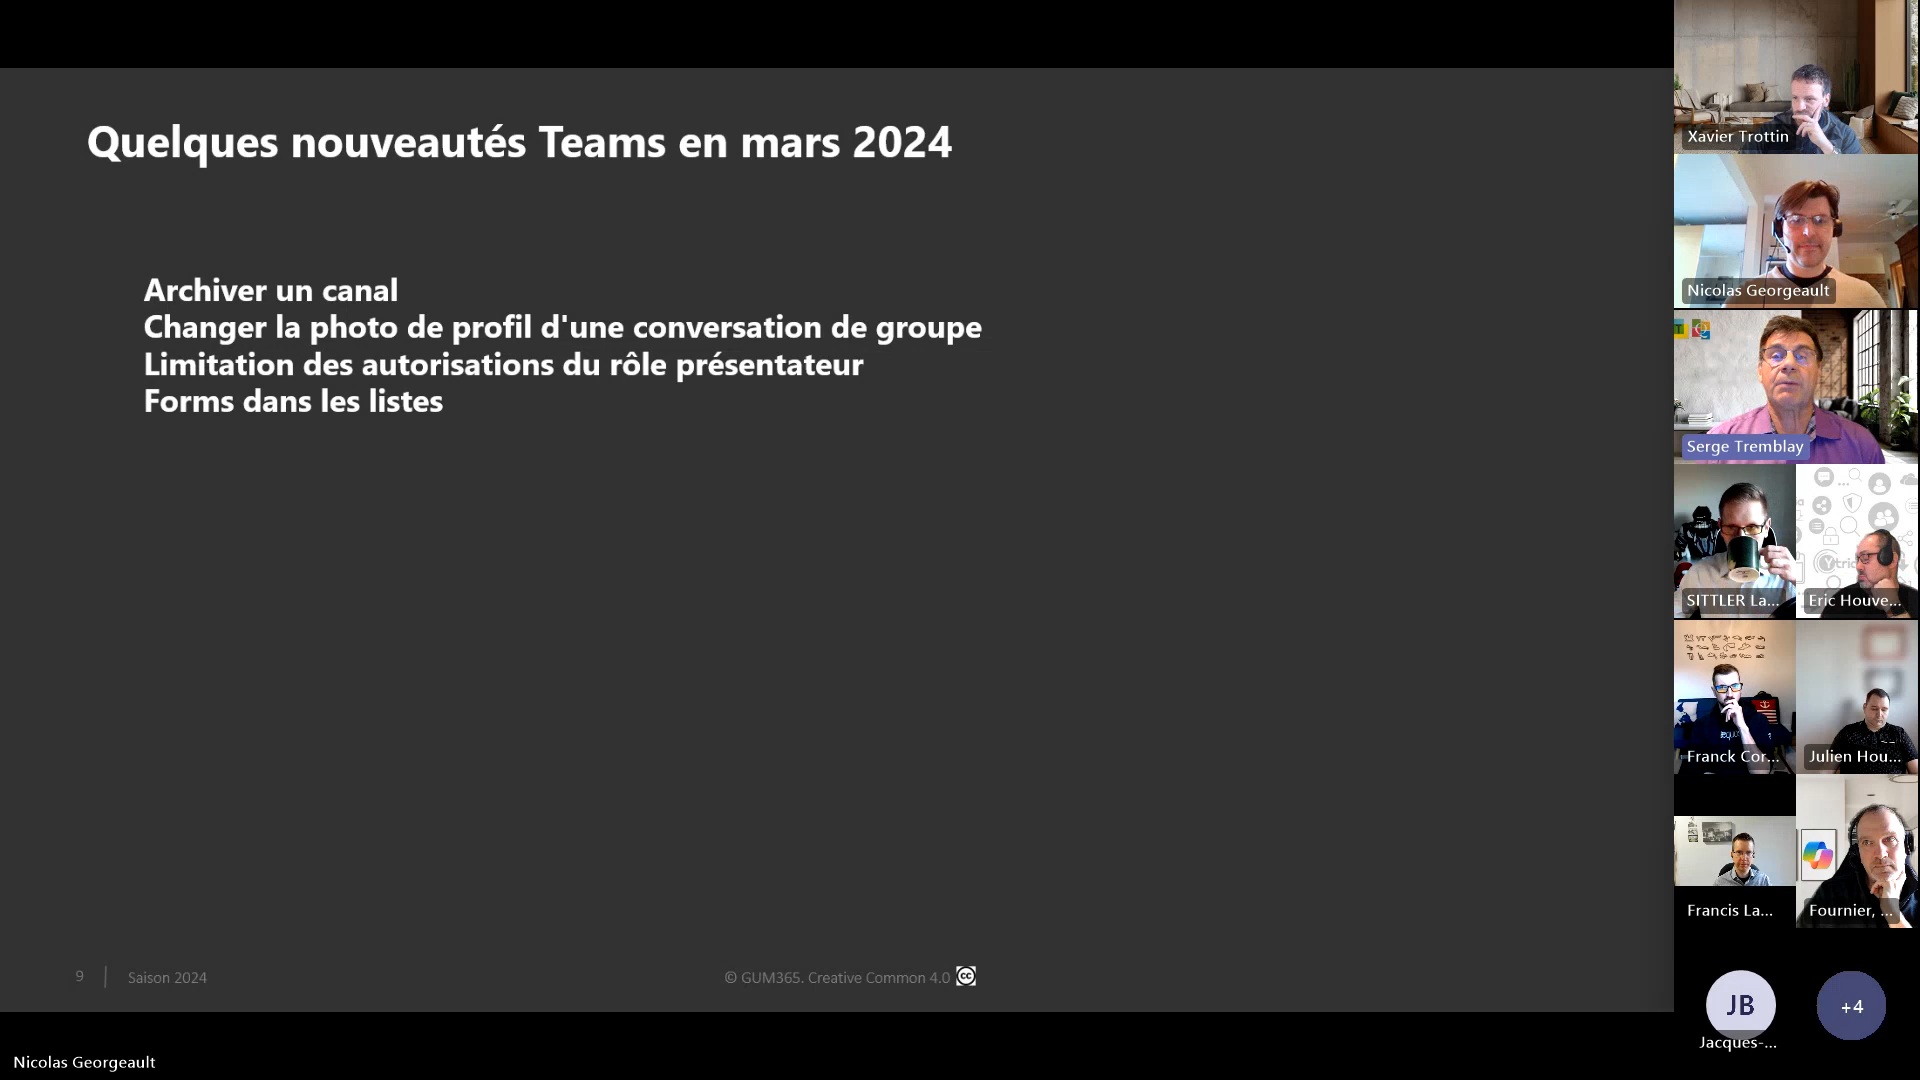 Quelques nouveautés Teams en mars 2024
Archiver un canal
Changer la photo de profil d'une conversation de groupe
Limitation des autorisations du rôle présentateur
Forms dans les listes
9
Saison 2024
© GUM365. Creative Common 4.0
cc
Nicolas Georgeault
Xavier Trottin
Nicolas Georgeault
Serge Tremblay
SITTLER La...
Eric Houve...
Franck Cor...
Julien Hou...
Francis La...
Fournier, ...
JB
Jacques-...
+4